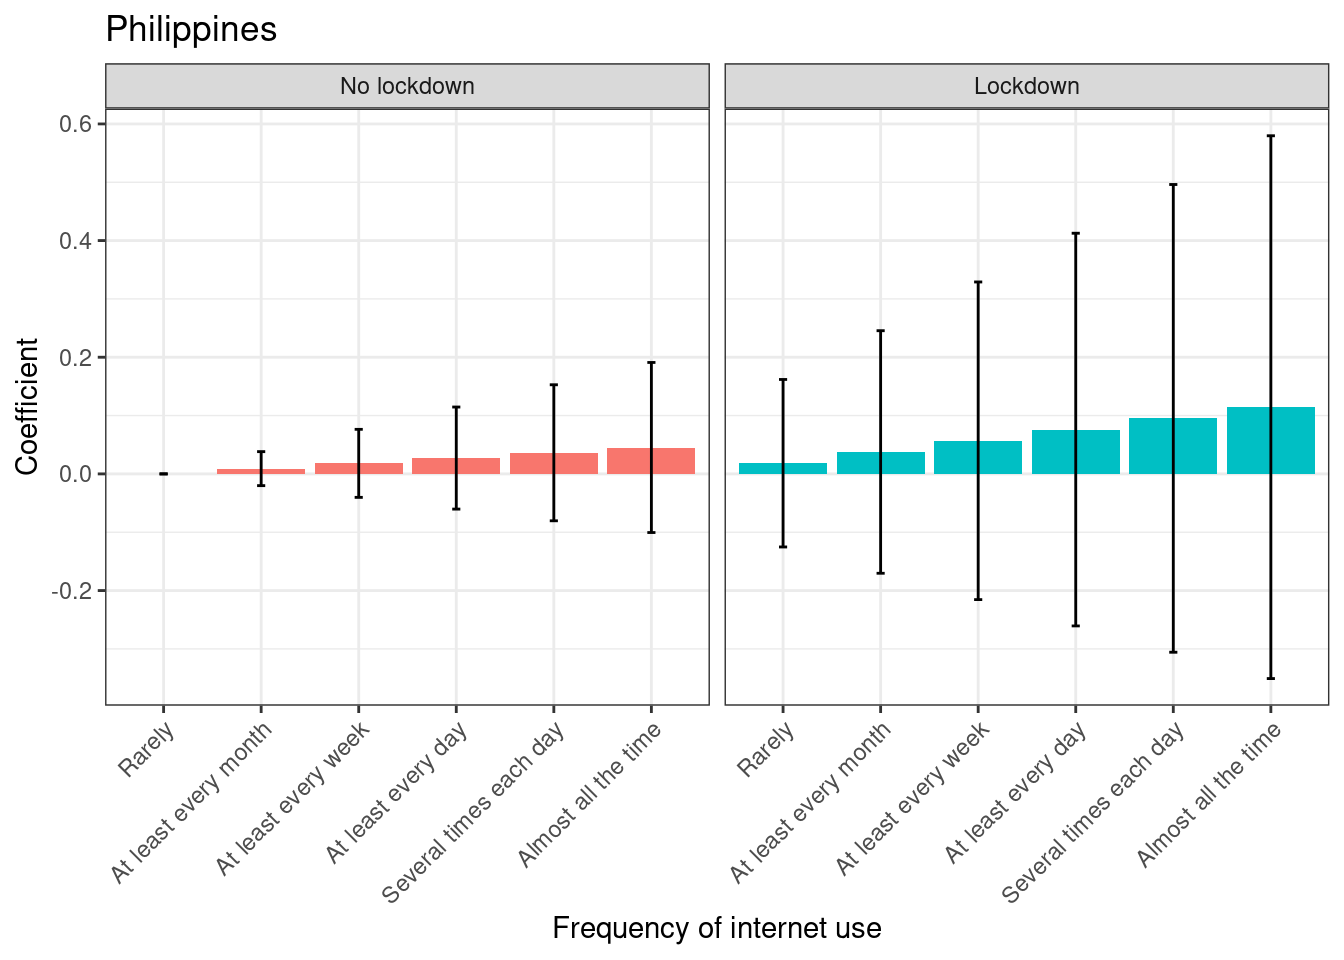 Philippines
No lockdown
Lockdown
Coefficient
0.6
0.4
0.2
0.0
-0.2
Rarely
At least every month
At least every week
At least every day
Several times each day
Almost all the time
Rarely
At least every month
At least every week
At least every day
Several times each day
Almost all the time
Frequency of internet use